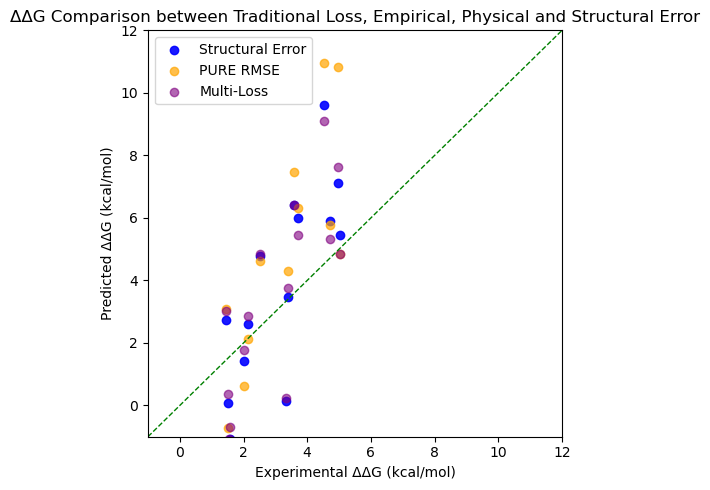 ΔΔG Comparison between Traditional Loss, Empirical, Physical and Structural Error
Structural Error
PURE RMSE
Multi-Loss
Predicted ΔΔG (kcal/mol)
12
10
8
6
4
2
0
0 2 4 6 8 10 12
Experimental ΔΔG (kcal/mol)